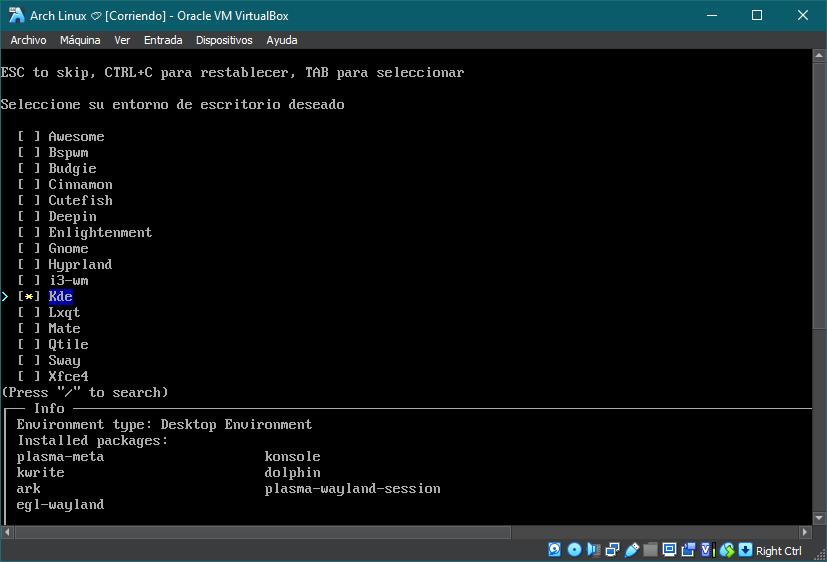 Arch Linux [Corriendo] - Oracle VM VirtualBox
Archivo Máquina Ver Entrada Dispositivos Ayuda
ESC to skip, CTRL+C para restablecer, TAB para seleccionar
Seleccione su entorno de escritorio deseado
[ ] Awesome
[ ] Bspwm
[ ] Budgie
[ ] Cinnamon
[ ] Cutefish
[ ] Deepin
[ ] Enlightenment
[ ] Gnome
[ ] Hyprland
[ ] i3-wm
> [*] Kde
[ ] Lxqt
[ ] Mate
[ ] Qtile
[ ] Sway
[ ] Xfce4
(Press "/" to search)
Info
Environment type: Desktop Environment
Installed packages:
plasma-meta konsole
kwrite dolphin
ark plasma-wayland-session
egl-wayland
Right Ctrl